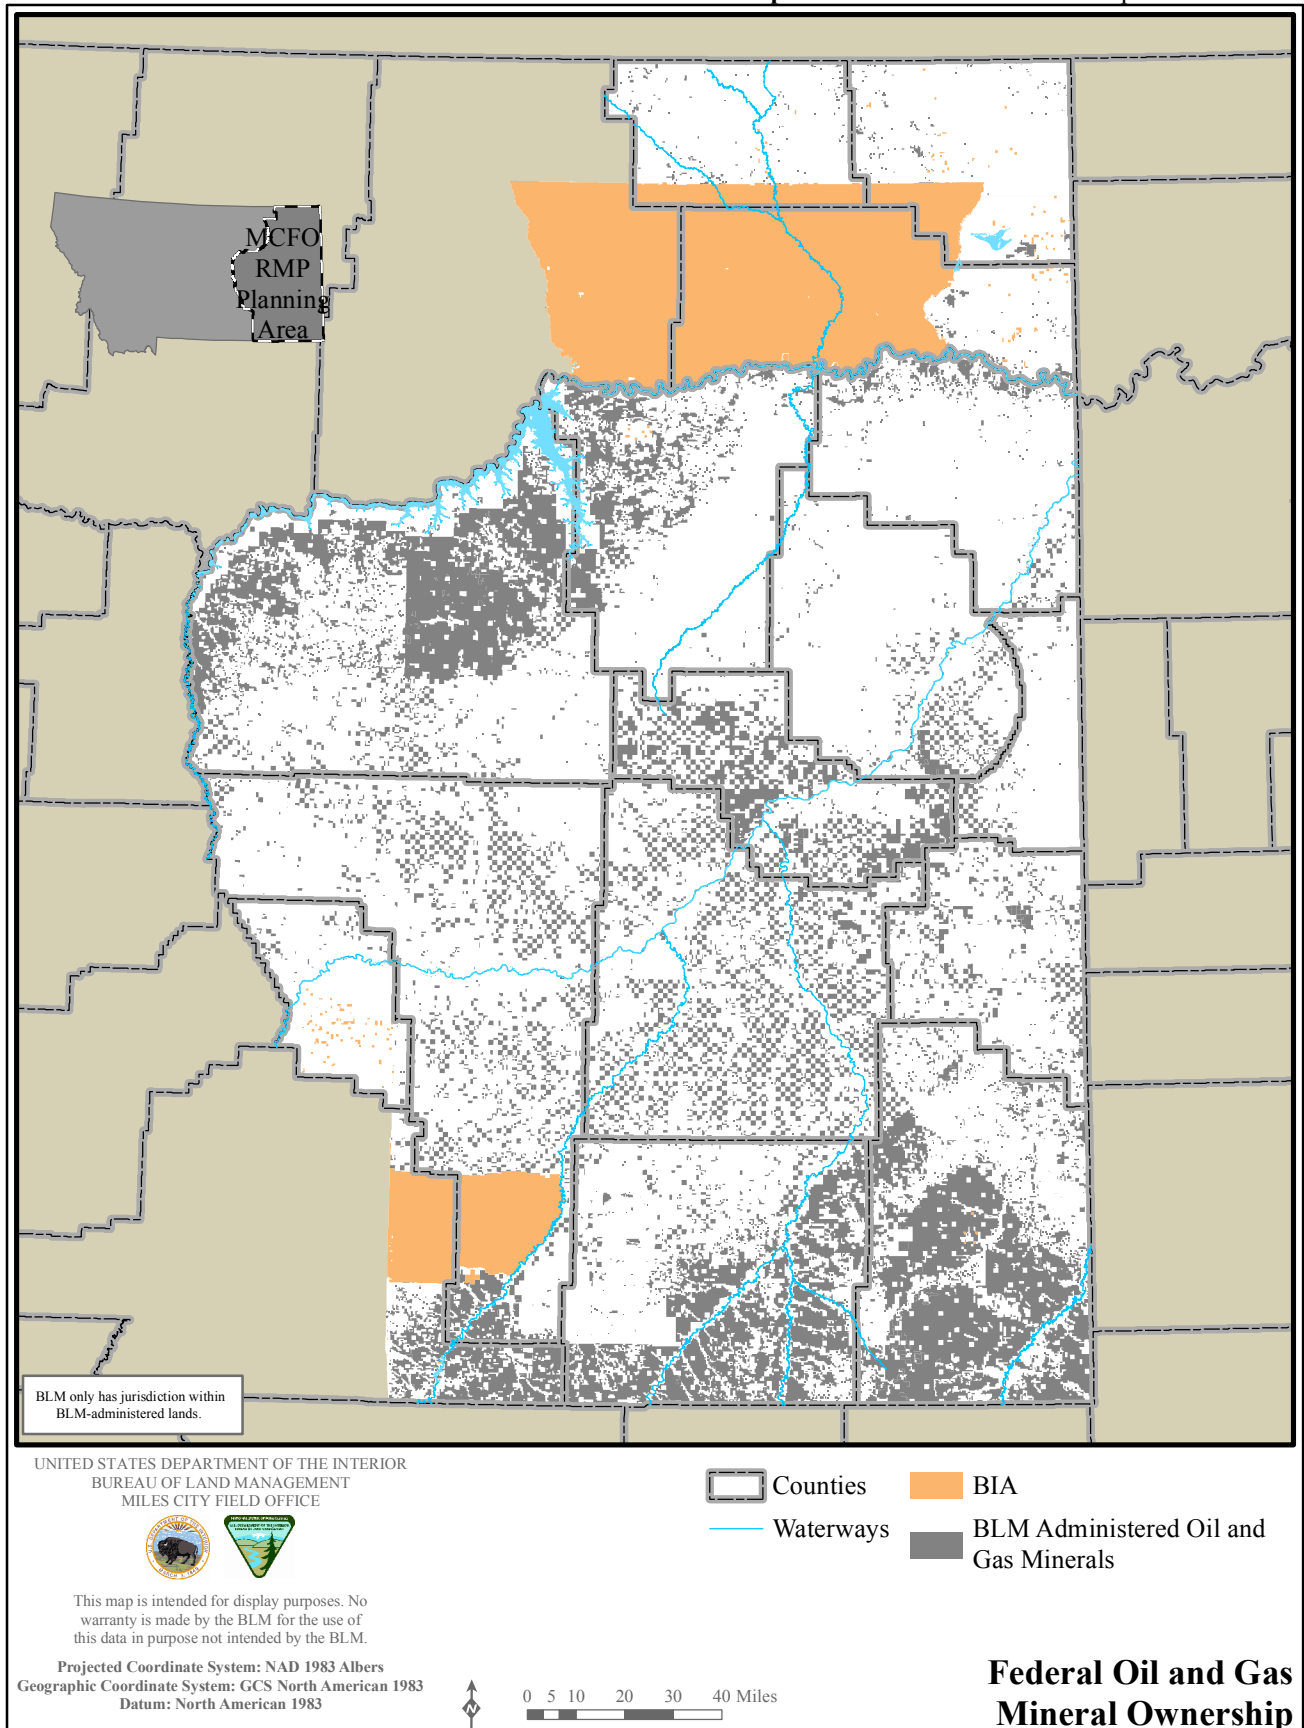 MCFO
RMP
Planning
Area
BLM only has jurisdiction within
BLM-administered lands.
UNITED STATES DEPARTMENT OF THE INTERIOR
BUREAU OF LAND MANAGEMENT
MILES CITY FIELD OFFICE
This map is intended for display purposes. No
warranty is made by the BLM for the use of
this data in purpose not intended by the BLM.
Projected Coordinate System: NAD 1983 Albers
Geographic Coordinate System: GCS North American 1983
Datum: North American 1983
N
0 5 10 20 30 40 Miles
Counties
Waterways
BIA
BLM Administered Oil and
Gas Minerals
Federal Oil and Gas
Mineral Ownership